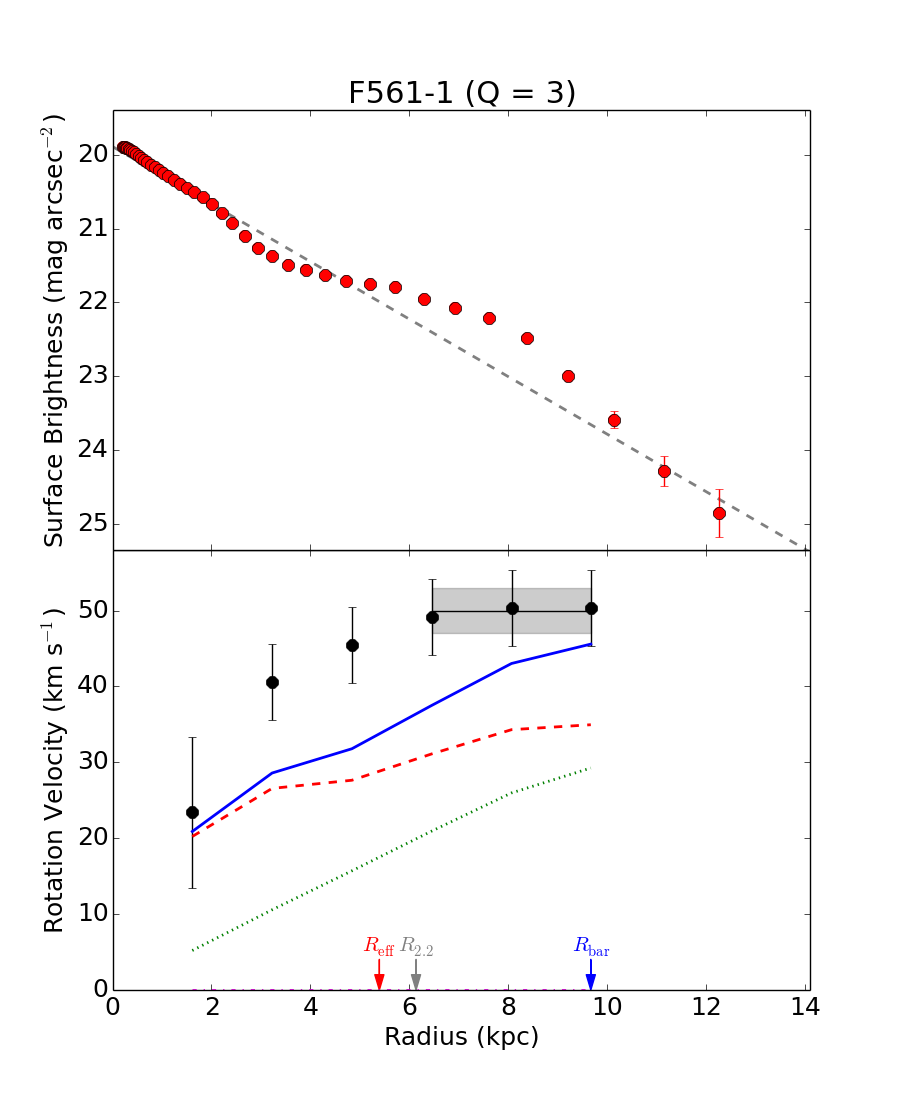 F561-1 (Q = 3)
Surface Brightness (mag arcsec⁻²)
20
21
22
23
24
25
Rotation Velocity (km s⁻¹)
50
40
30
20
10
0
R_eff R_2.2 R_bar
0 2 4 6 8 10 12 14
Radius (kpc)